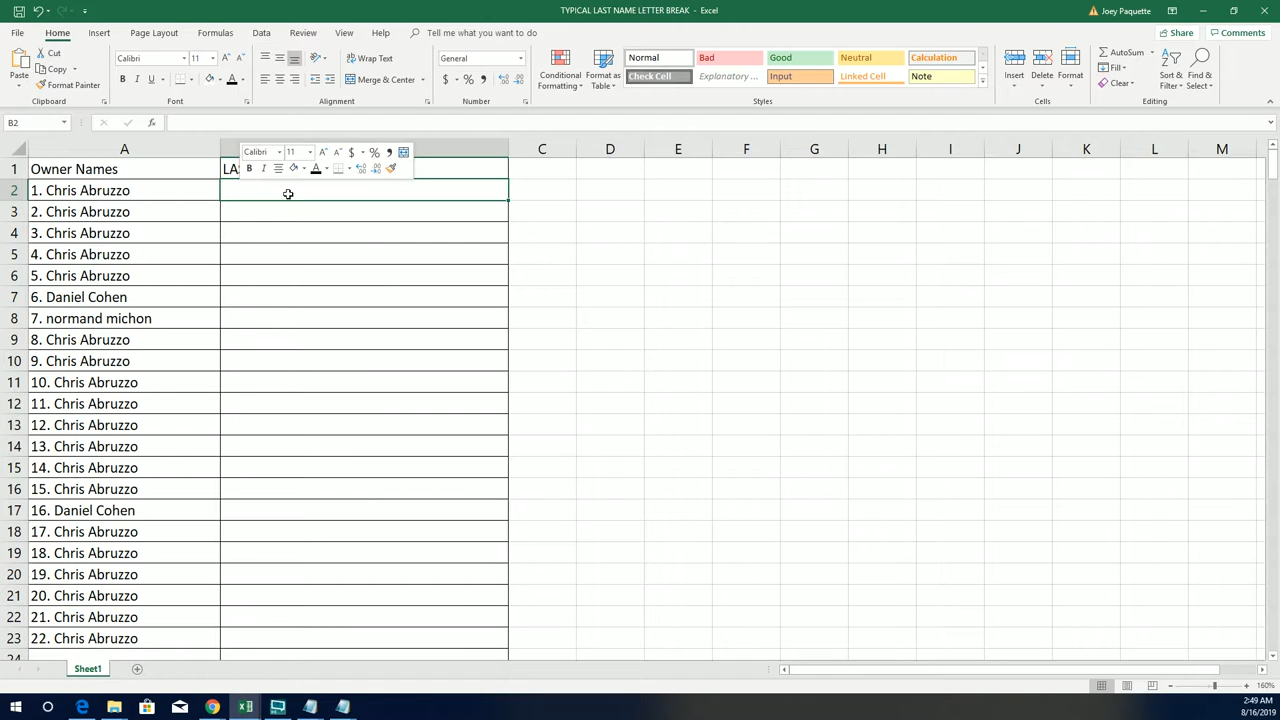 TYPICAL LAST NAME LETTER BREAK - Excel
Joey Paquette
File Home Insert Page Layout Formulas Data Review View Help Tell me what you want to do
Share Comments
Paste
Cut
Copy
Format Painter
Clipboard
Calibri 11
B I U
Font
Wrap Text
Merge & Center
Alignment
General
$ % 9
Number
Conditional Formatting
Format as Table
Normal Bad Good Neutral Calculation
Check Cell Explanatory ... Input Linked Cell Note
Styles
Insert Delete Format
Cells
AutoSum
Fill
Clear
Sort & Filter
Find & Select
Editing
B2
fx
A C D E F G H I J K L M
Calibri 11 A A $ %
B I A
1 Owner Names
2 1. Chris Abruzzo
3 2. Chris Abruzzo
4 3. Chris Abruzzo
5 4. Chris Abruzzo
6 5. Chris Abruzzo
7 6. Daniel Cohen
8 7. normand michon
9 8. Chris Abruzzo
10 9. Chris Abruzzo
11 10. Chris Abruzzo
12 11. Chris Abruzzo
13 12. Chris Abruzzo
14 13. Chris Abruzzo
15 14. Chris Abruzzo
16 15. Chris Abruzzo
17 16. Daniel Cohen
18 17. Chris Abruzzo
19 18. Chris Abruzzo
20 19. Chris Abruzzo
21 20. Chris Abruzzo
22 21. Chris Abruzzo
23 22. Chris Abruzzo
24
Sheet1
160%
2:49 AM
8/16/2019